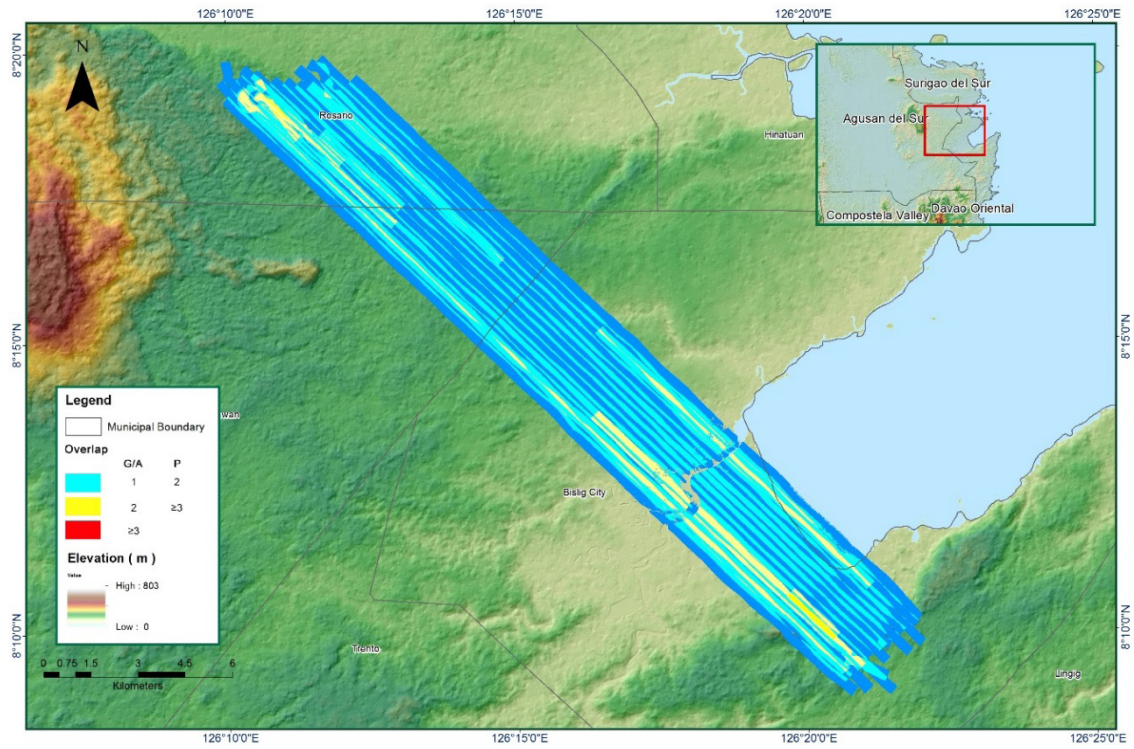 126°10'0"E
126°15'0"E
126°20'0"E
126°25'0"E
8°20'0"N
N
Rosario
Hinatuan
Surigao del Sur
Agusan del Sur
Compostela Valley
Davao Oriental
8°15'0"N
8°15'0"N
Legend
Municipal Boundary
Overlap
G/A P
1 2
2 ≥3
≥3
Elevation ( m )
Value
High : 803
Low : 0
wan
Bislig City
8°10'0"N
8°10'0"N
Trento
Lingig
0 0.75 1.5 3 4.5 6
Kilometers
126°10'0"E
126°15'0"E
126°20'0"E
126°25'0"E